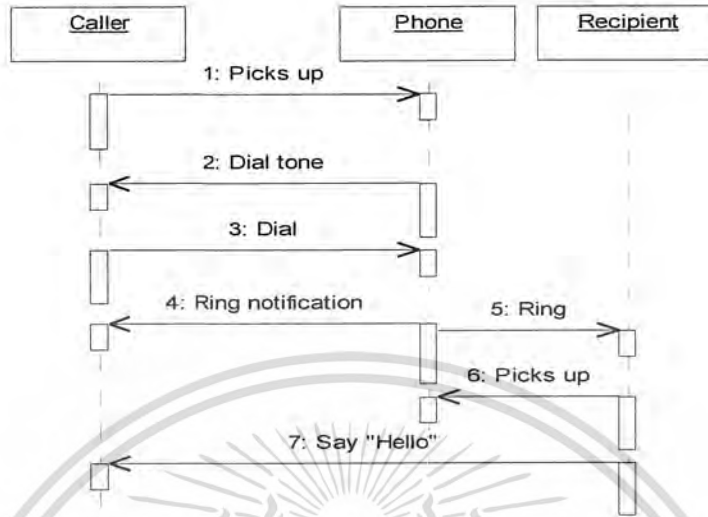 Caller
Phone
Recipient
1: Picks up
2: Dial tone
3: Dial
4: Ring notification
5: Ring
6: Picks up
7: Say "Hello"